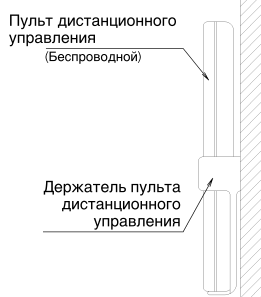 Пульт дистанционного
управления
(Беспроводной)
Держатель пульта
дистанционного
управления